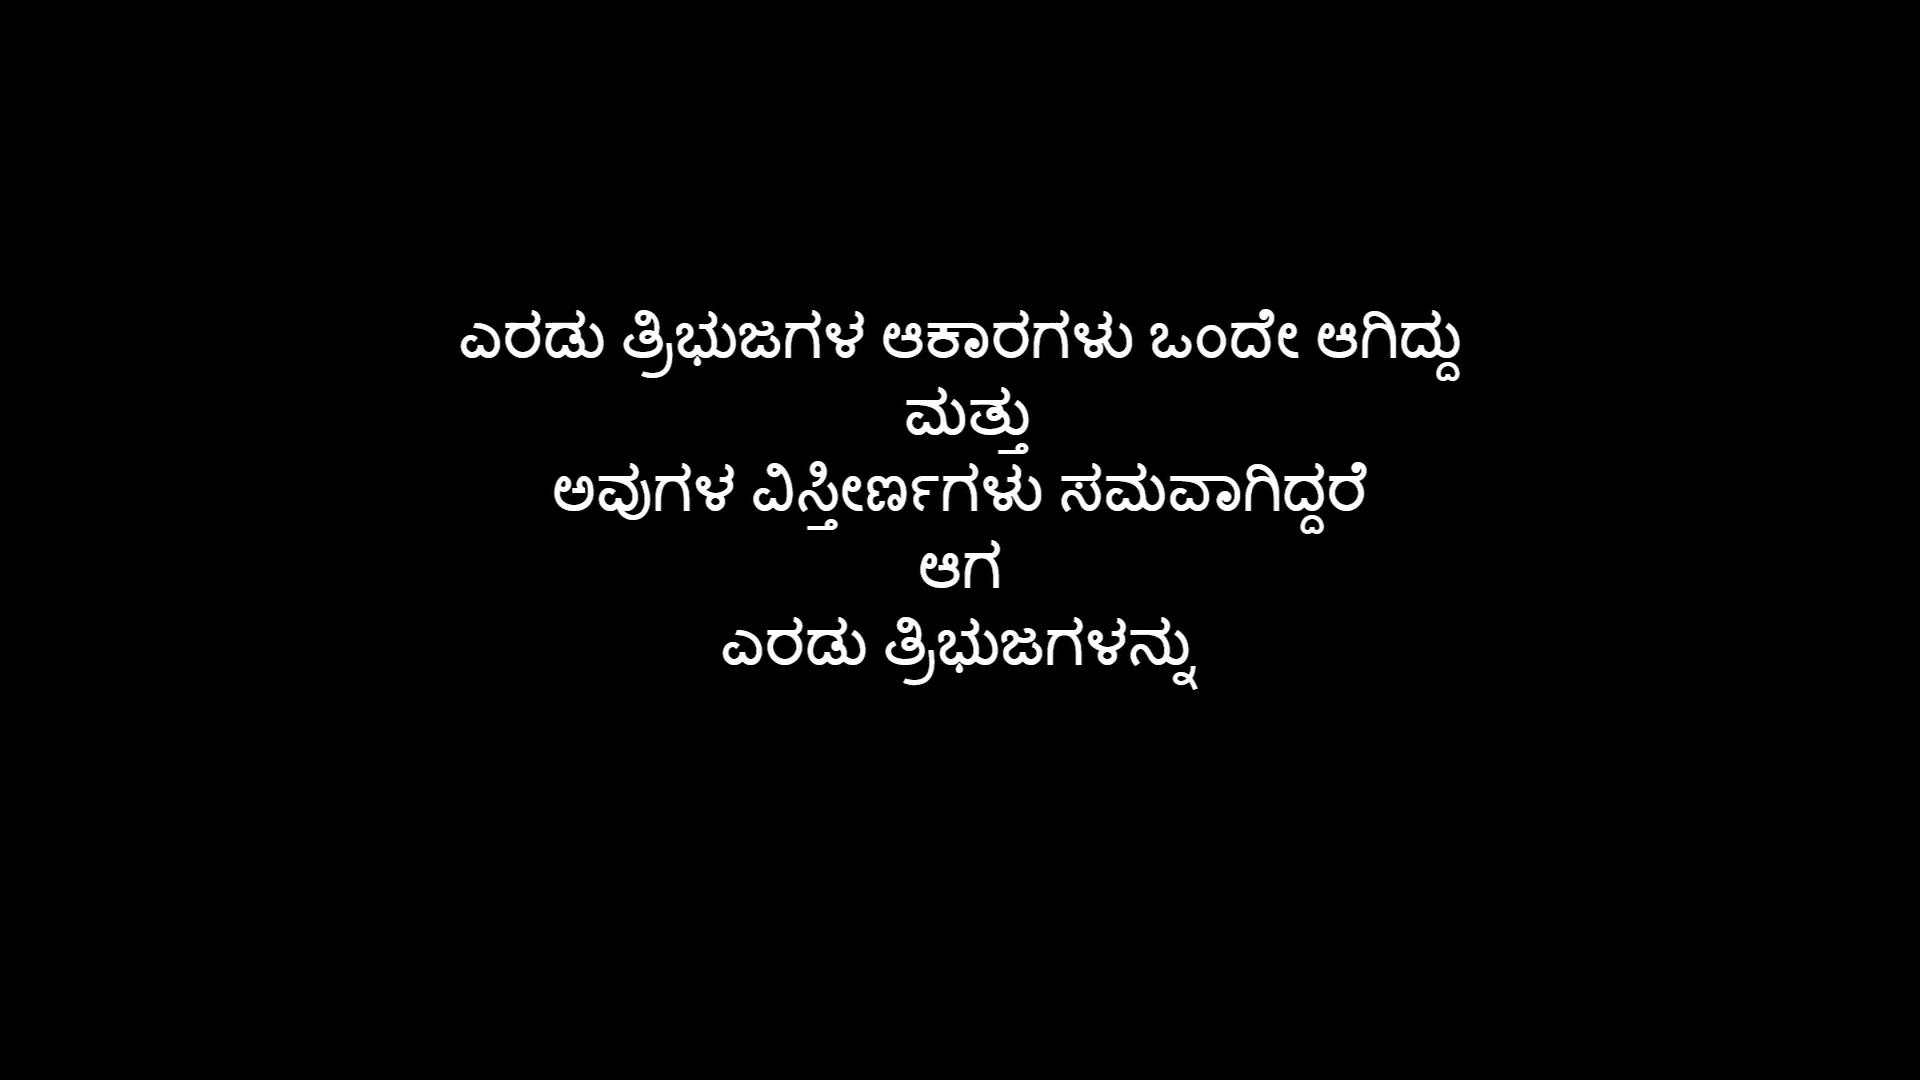 ಎರಡು ತ್ರಿಭುಜಗಳ ಆಕಾರಗಳು ಒಂದೇ ಆಗಿದ್ದು
ಮತ್ತು
ಅವುಗಳ ವಿಸ್ತೀರ್ಣಗಳು ಸಮವಾಗಿದ್ದರೆ
ಆಗ
ಎರಡು ತ್ರಿಭುಜಗಳನ್ನು